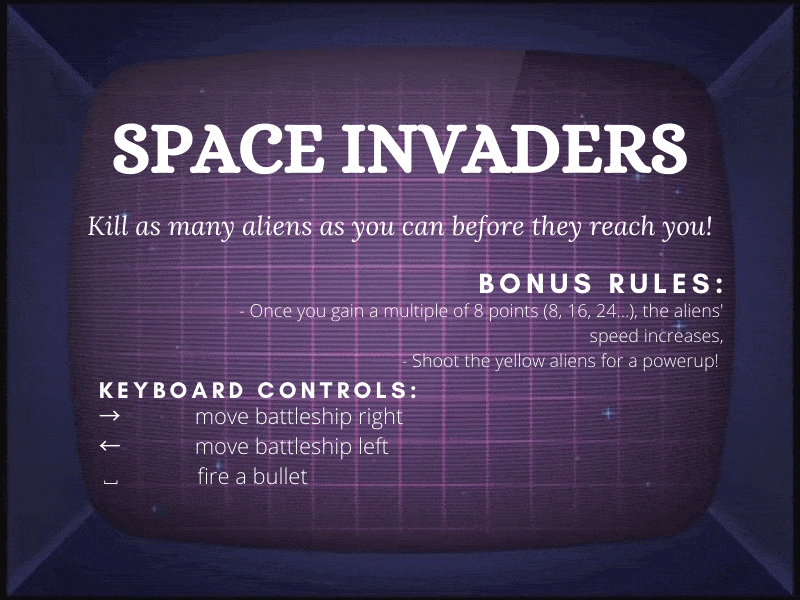 SPACE INVADERS
Kill as many aliens as you can before they reach you!
BONUS RULES:
- Once you gain a multiple of 8 points (8, 16, 24...), the aliens'
speed increases,
- Shoot the yellow aliens for a powerup!
KEYBOARD CONTROLS:
→ move battleship right
← move battleship left
⎵ fire a bullet